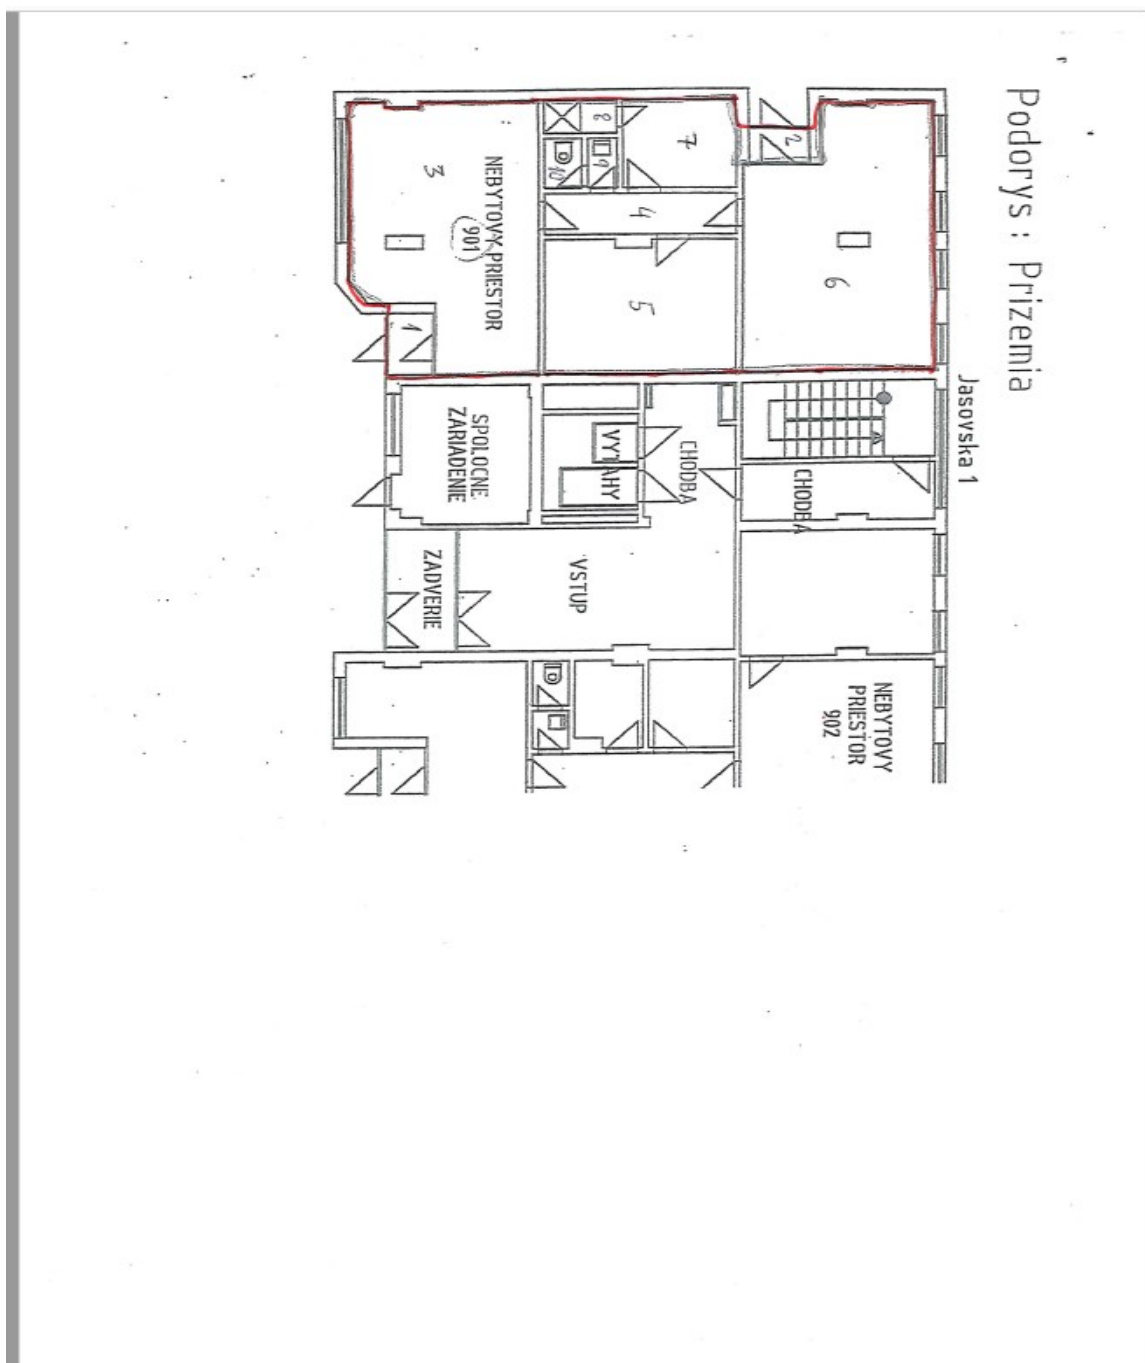 Podorys : Prizemia
Jasovska 1
8
7
2
9
10
3
NEBYTOVY PRIESTOR
901
4
5
6
1
SPOLOCNE
ZARIADENIE
VYTAHY
CHODBA
CHODBA
ZADVERIE
VSTUP
NEBYTOVY
PRIESTOR
902